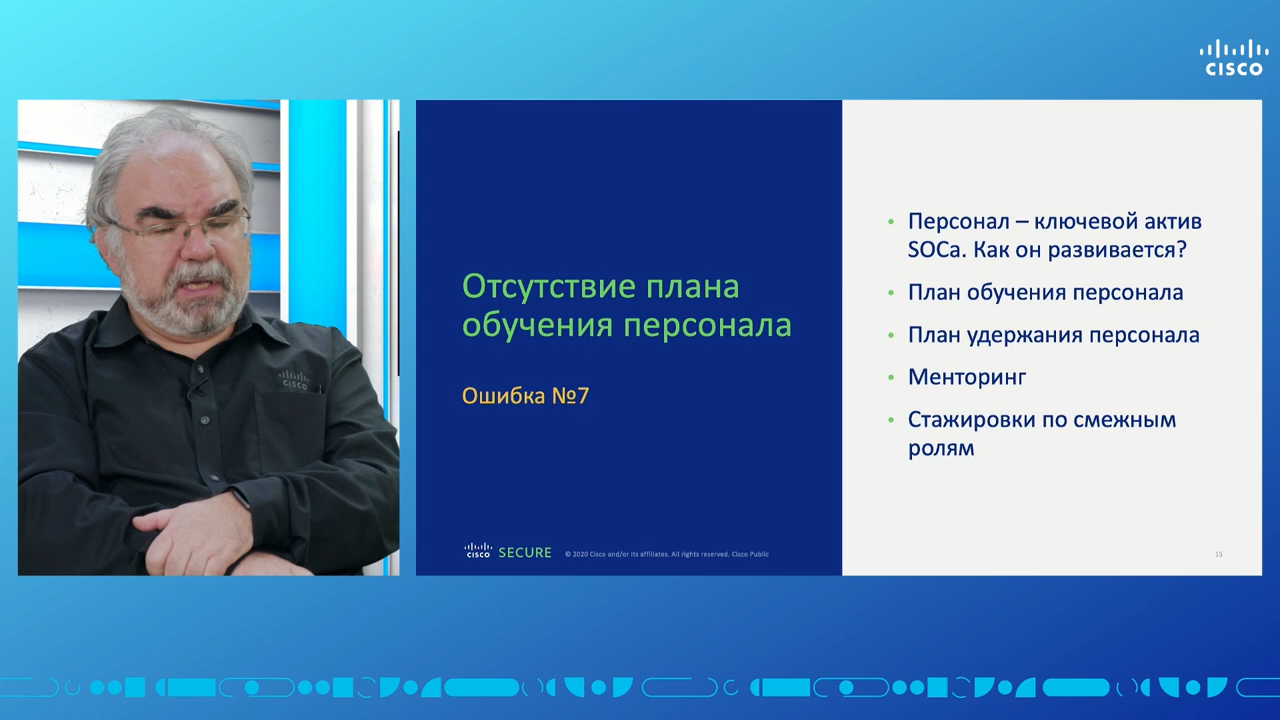 CISCO
CISCO
Отсутствие плана
обучения персонала
Ошибка №7
• Персонал – ключевой актив
SOCа. Как он развивается?
• План обучения персонала
• План удержания персонала
• Менторинг
• Стажировки по смежным
ролям
CISCO SECURE © 2020 Cisco and/or its affiliates. All rights reserved. Cisco Public
15